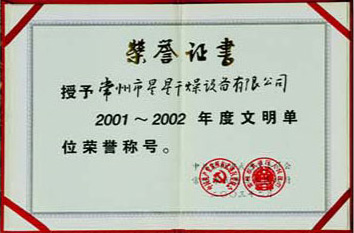 荣誉证书
授予常州市星星干燥设备有限公司
2001～2002 年度文明单
位荣誉称号。